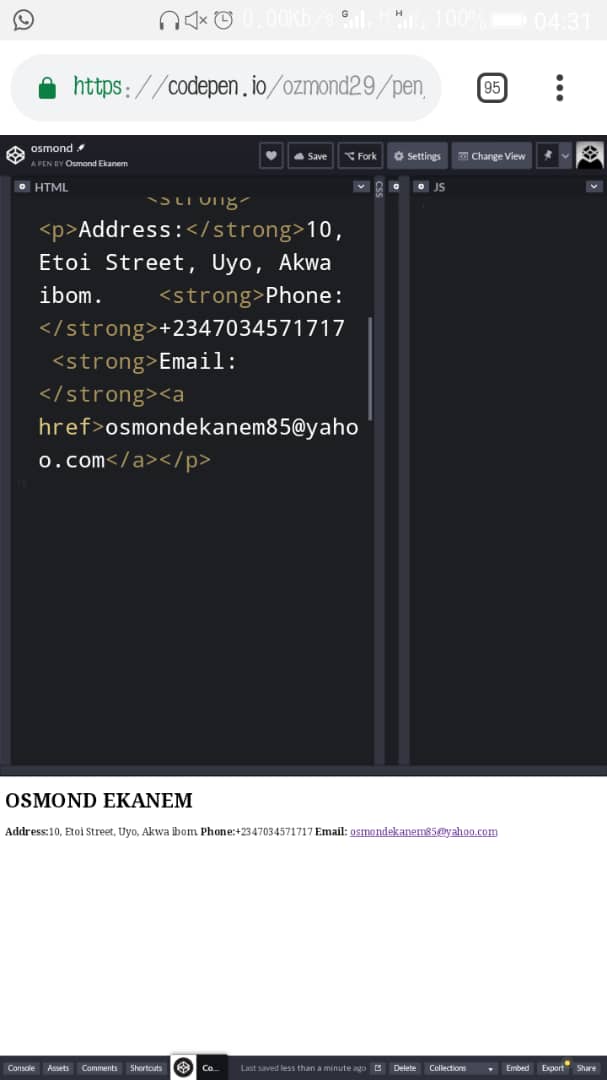 0.00Kb/s G H H 100% 04:31
https://codepen.io/ozmond29/pen
95
osmond
A PEN BY Osmond Ekanem
Save Fork Settings Change View
HTML CSS JS
<strong>
<p>Address:</strong>10,
Etoi Street, Uyo, Akwa
ibom. <strong>Phone:
</strong>+2347034571717
<strong>Email:
</strong><a
href>osmondekanem85@yaho
o.com</a></p>
OSMOND EKANEM
Address:10, Etoi Street, Uyo, Akwa ibom. Phone:+2347034571717 Email: osmondekanem85@yahoo.com
Console Assets Comments Shortcuts Co... Last saved less than a minute ago Delete Collections Embed Export Share